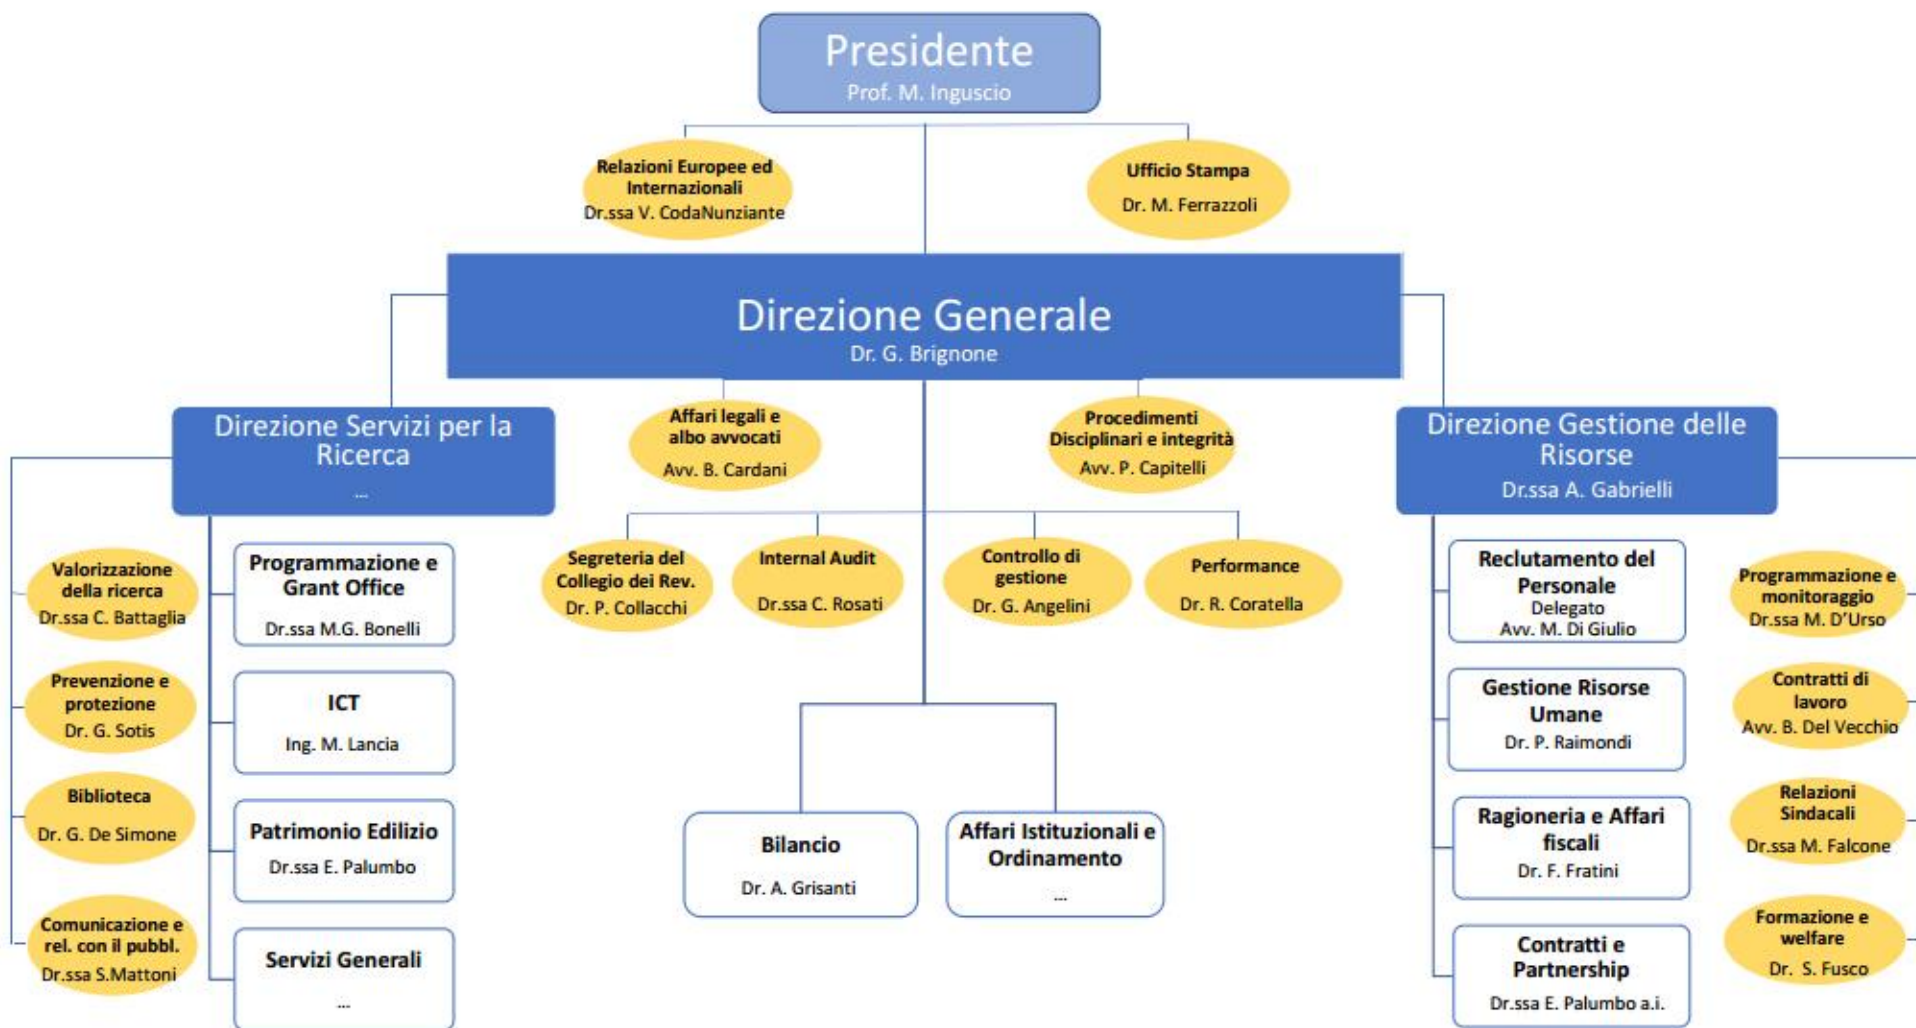 Presidente
Prof. M. Inguscio
Relazioni Europee ed
Internazionali
Dr.ssa V. CodaNunziante
Ufficio Stampa
Dr. M. Ferrazzoli
Direzione Generale
Dr. G. Brignone
Direzione Servizi per la
Ricerca
...
Affari legali e
albo avvocati
Avv. B. Cardani
Procedimenti
Disciplinari e integrità
Avv. P. Capitelli
Direzione Gestione delle
Risorse
Dr.ssa A. Gabrielli
Segreteria del
Collegio dei Rev.
Dr. P. Collacchi
Internal Audit
Dr.ssa C. Rosati
Controllo di
gestione
Dr. G. Angelini
Performance
Dr. R. Coratella
Valorizzazione
della ricerca
Dr.ssa C. Battaglia
Prevenzione e
protezione
Dr. G. Sotis
Biblioteca
Dr. G. De Simone
Comunicazione e
rel. con il pubbl.
Dr.ssa S.Mattoni
Programmazione e
Grant Office
Dr.ssa M.G. Bonelli
ICT
Ing. M. Lancia
Patrimonio Edilizio
Dr.ssa E. Palumbo
Servizi Generali
...
Bilancio
Dr. A. Grisanti
Affari Istituzionali e
Ordinamento
...
Reclutamento del
Personale
Delegato
Avv. M. Di Giulio
Gestione Risorse
Umane
Dr. P. Raimondi
Ragioneria e Affari
fiscali
Dr. F. Fratini
Contratti e
Partnership
Dr.ssa E. Palumbo a.i.
Programmazione e
monitoraggio
Dr.ssa M. D'Urso
Contratti di
lavoro
Avv. B. Del Vecchio
Relazioni
Sindacali
Dr.ssa M. Falcone
Formazione e
welfare
Dr. S. Fusco